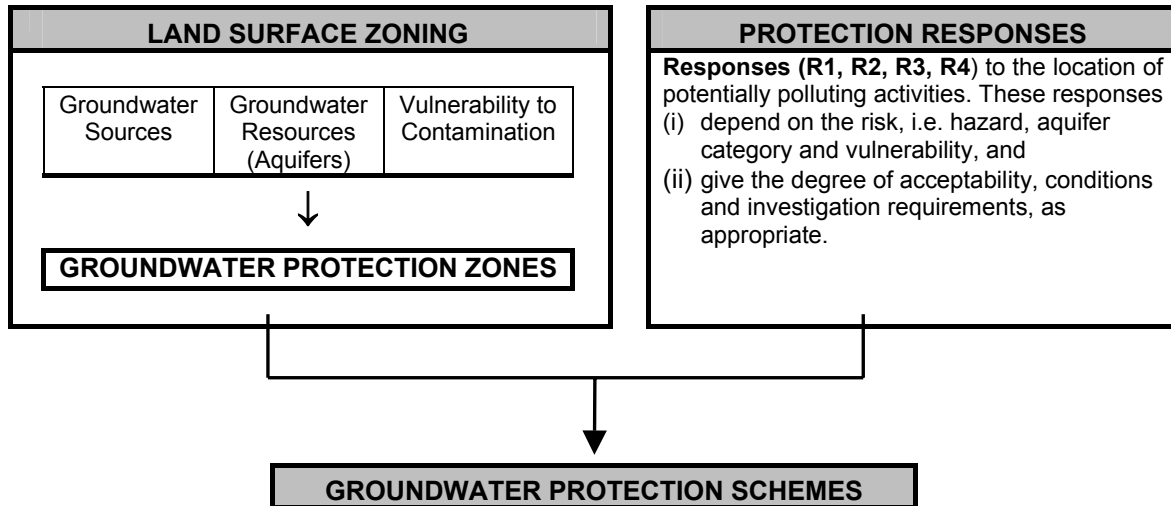 LAND SURFACE ZONING
Groundwater
Sources
Groundwater
Resources
(Aquifers)
Vulnerability to
Contamination
↓
GROUNDWATER PROTECTION ZONES
PROTECTION RESPONSES
Responses (R1, R2, R3, R4) to the location of
potentially polluting activities. These responses
(i) depend on the risk, i.e. hazard, aquifer
category and vulnerability, and
(ii) give the degree of acceptability, conditions
and investigation requirements, as
appropriate.
GROUNDWATER PROTECTION SCHEMES